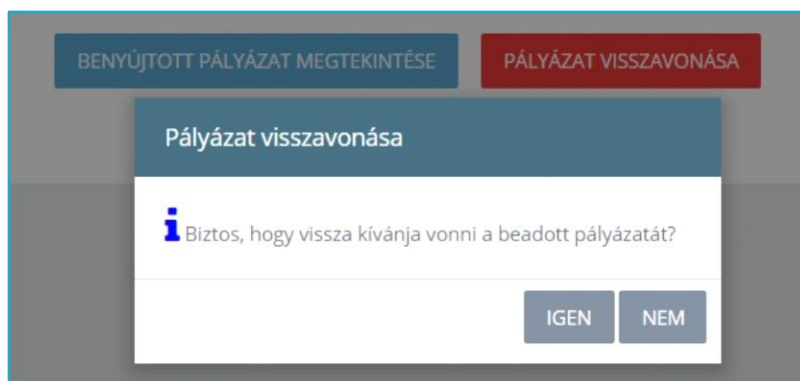 BENYÚJTOTT PÁLYÁZAT MEGTEKINTÉSE PÁLYÁZAT VISSZAVONÁSA
Pályázat visszavonása
Biztos, hogy vissza kívánja vonni a beadott pályázatát?
IGEN NEM